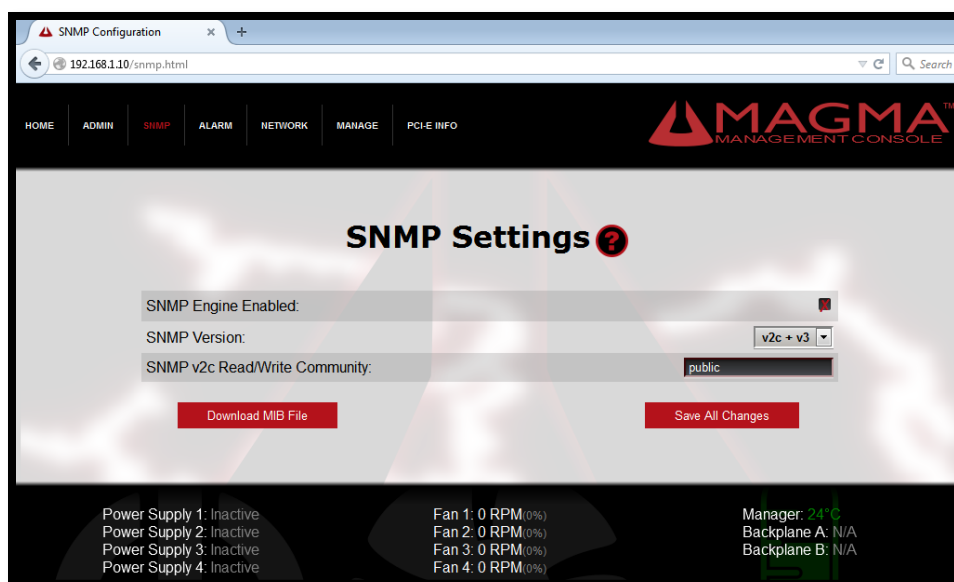 SNMP Configuration × +
192.168.1.10/snmp.html Search
HOME ADMIN SNMP ALARM NETWORK MANAGE PCI-E INFO
MAGMA™
MANAGEMENT CONSOLE
SNMP Settings ?
SNMP Engine Enabled:
SNMP Version: v2c + v3
SNMP v2c Read/Write Community: public
Download MIB File Save All Changes
Power Supply 1: Inactive Fan 1: 0 RPM(0%) Manager: 24°C
Power Supply 2: Inactive Fan 2: 0 RPM(0%) Backplane A: N/A
Power Supply 3: Inactive Fan 3: 0 RPM(0%) Backplane B: N/A
Power Supply 4: Inactive Fan 4: 0 RPM(0%)